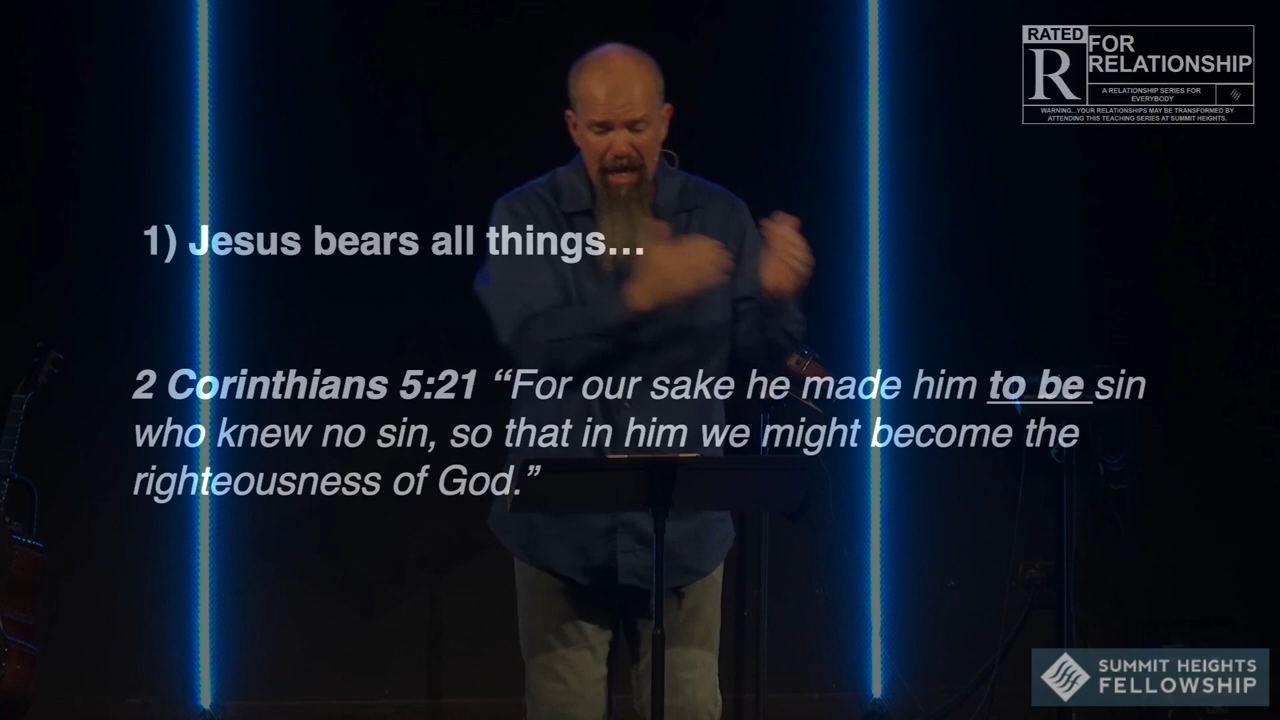 RATED
R
FOR
RELATIONSHIP
A RELATIONSHIP SERIES FOR
EVERYBODY
WARNING...YOUR RELATIONSHIPS MAY BE TRANSFORMED BY
ATTENDING THIS TEACHING SERIES AT SUMMIT HEIGHTS.
1) Jesus bears all things...
2 Corinthians 5:21 “For our sake he made him to be sin
who knew no sin, so that in him we might become the
righteousness of God.”
SUMMIT HEIGHTS
FELLOWSHIP